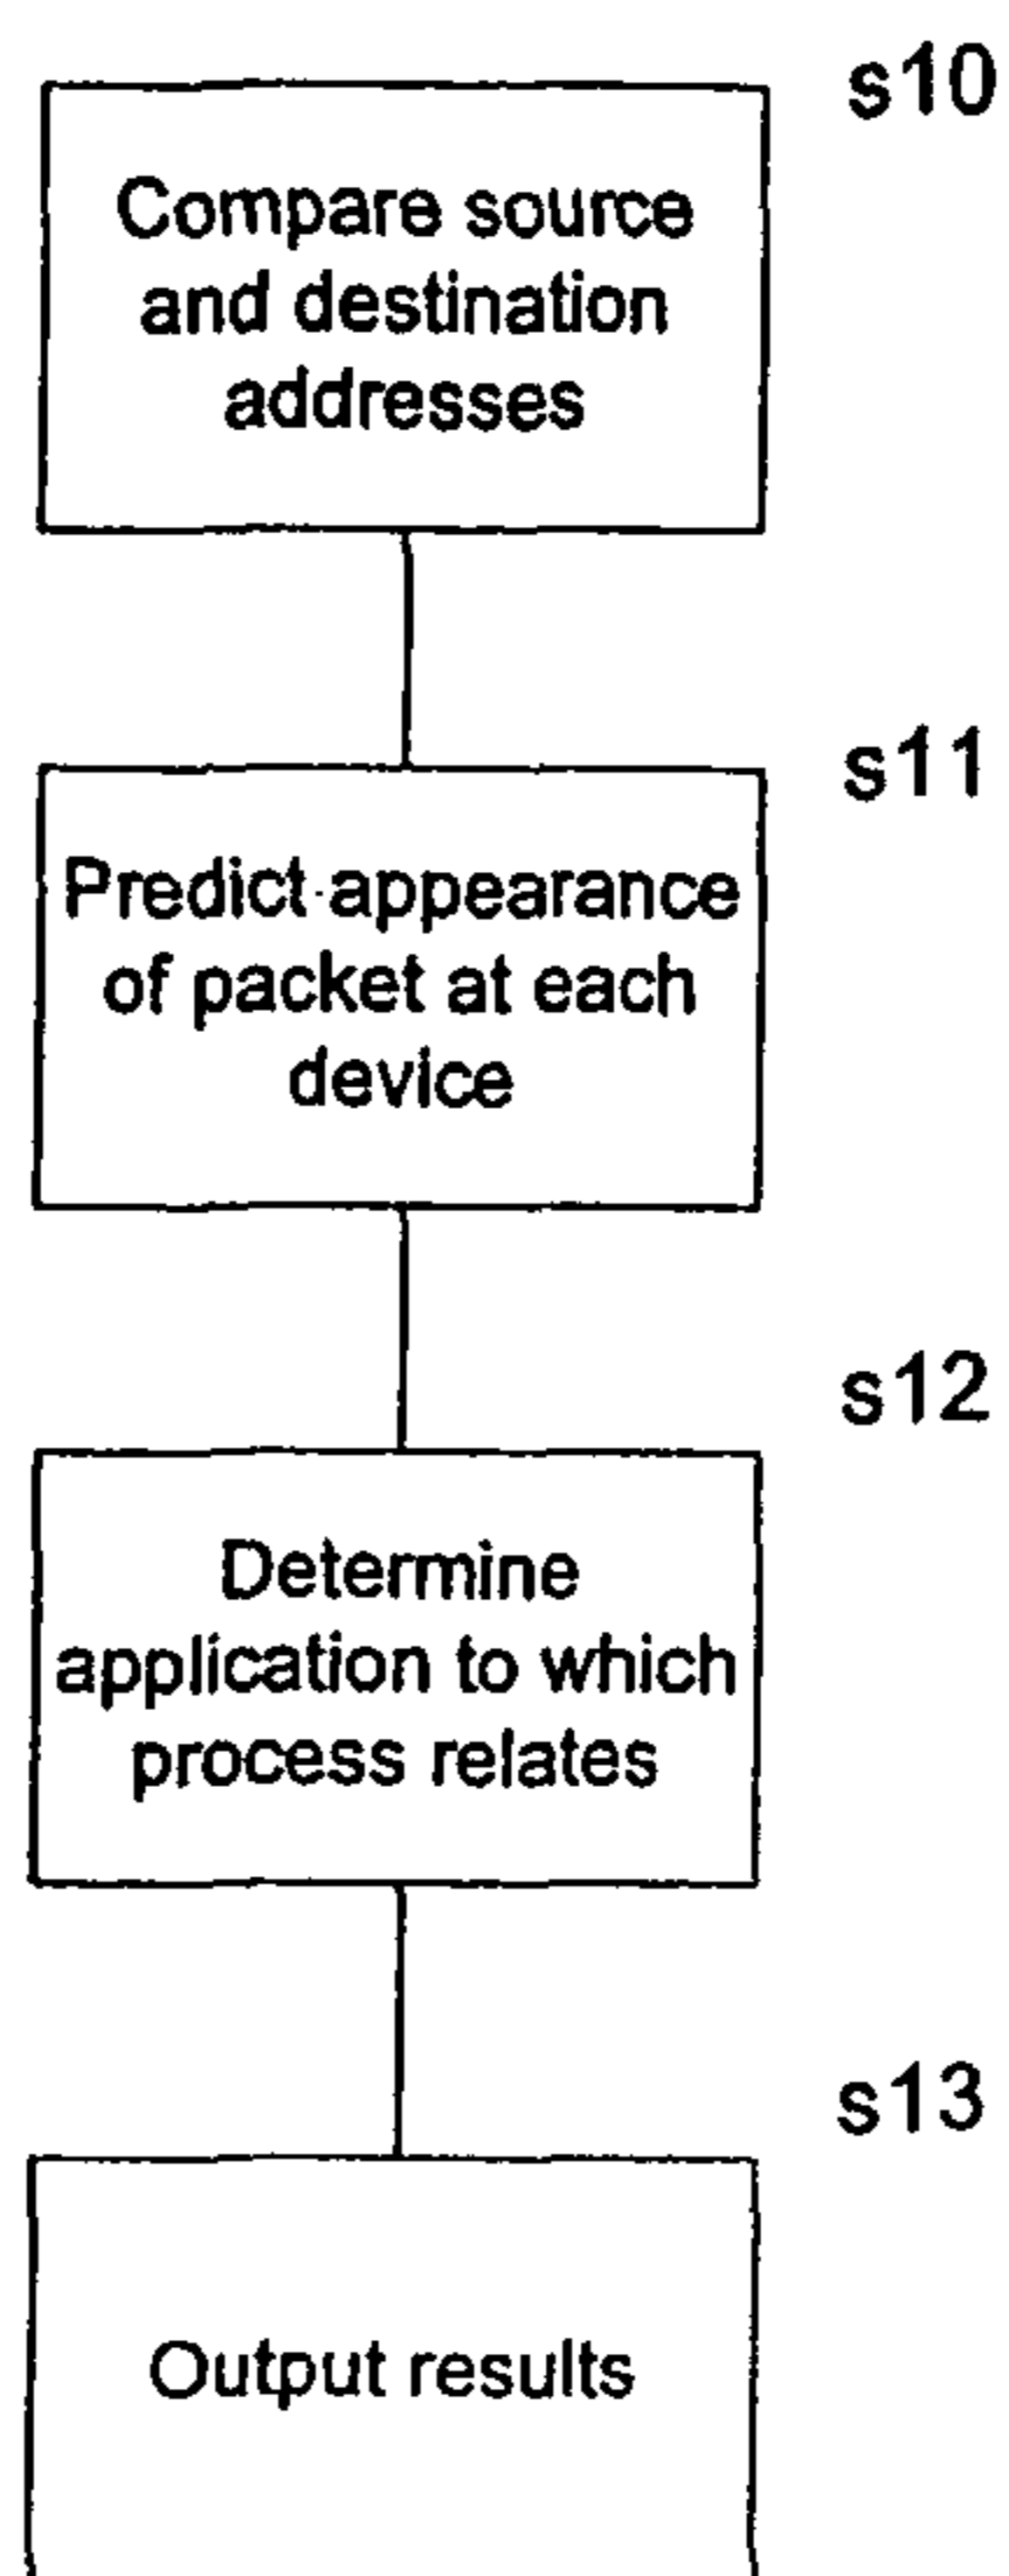 s10
Compare source
and destination
addresses
s11
Predict appearance
of packet at each
device
s12
Determine
application to which
process relates
s13
Output results